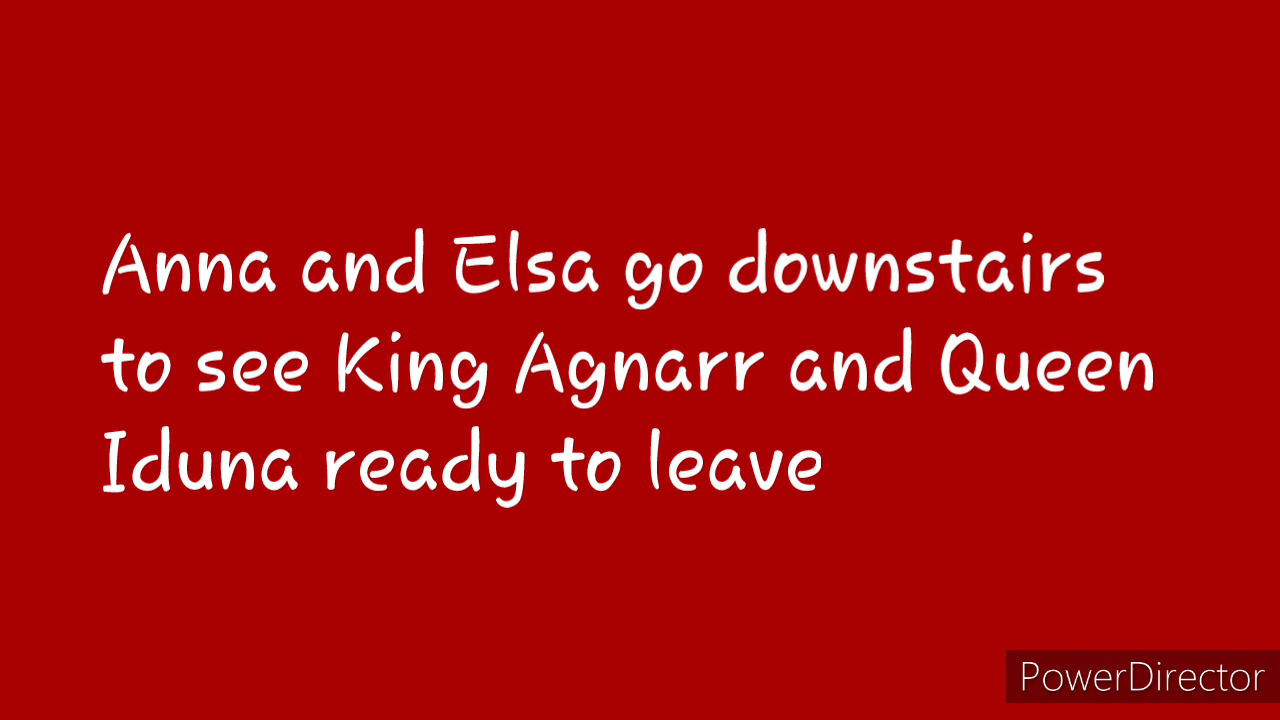 Anna and Elsa go downstairs
to see King Agnarr and Queen
Iduna ready to leave
PowerDirector